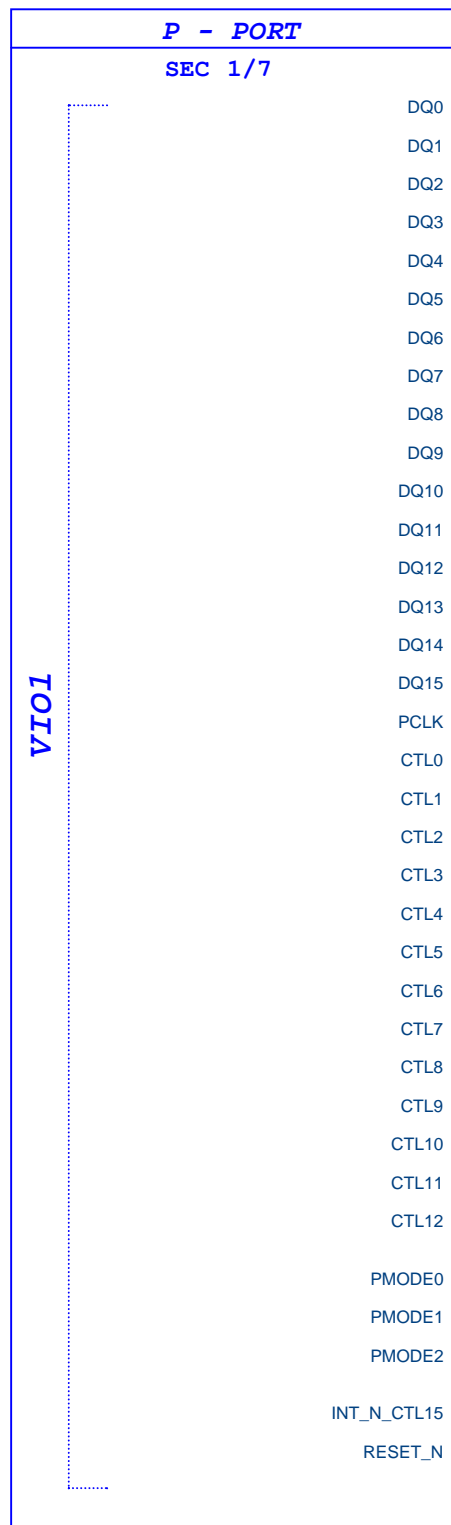 P - PORT
SEC 1/7
DQ0
DQ1
DQ2
DQ3
DQ4
DQ5
DQ6
DQ7
DQ8
DQ9
DQ10
DQ11
DQ12
DQ13
DQ14
DQ15
VIO1
PCLK
CTL0
CTL1
CTL2
CTL3
CTL4
CTL5
CTL6
CTL7
CTL8
CTL9
CTL10
CTL11
CTL12
PMODE0
PMODE1
PMODE2
INT_N_CTL15
RESET_N